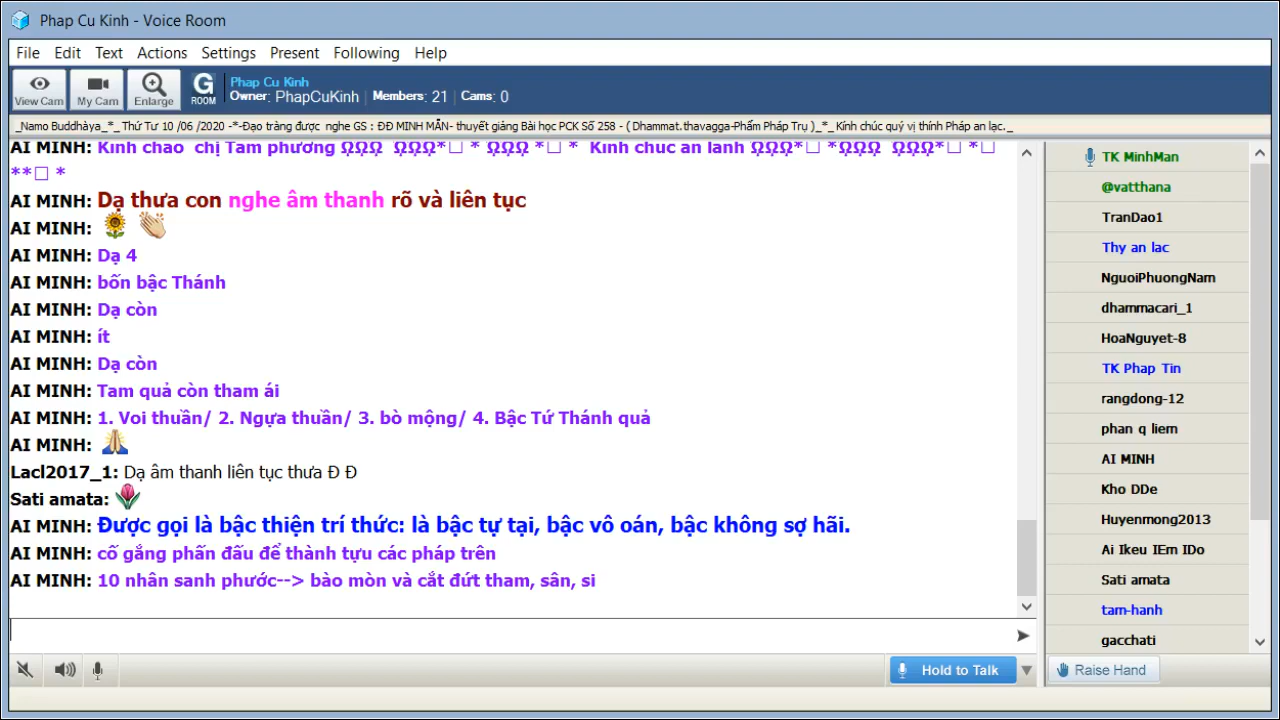 Phap Cu Kinh - Voice Room
File Edit Text Actions Settings Present Following Help
View Cam My Cam Enlarge G ROOM
Phap Cu Kinh
Owner: PhapCuKinh Members: 21 Cams: 0
_Namo Buddhàya_*_ Thứ Tư 10 /06 /2020 -*-Đạo tràng được nghe GS : ĐĐ MINH MẪN- thuyết giảng Bài học PCK Số 258 - ( Dhammat.thavagga-Phẩm Pháp Trụ )_*_ Kính chúc quý vị thính Pháp an lạc._
AI MINH: Kính chào chị Tam phương ♎♎♎ ♎♎♎*□ * ♎♎♎ *□ * Kính chúc an lành ♎♎♎*□ *♎♎♎ ♎♎♎*□ *□
**□ *
AI MINH: Dạ thưa con nghe âm thanh rõ và liên tục
AI MINH: 🌻 👏
AI MINH: Dạ 4
AI MINH: bốn bậc Thánh
AI MINH: Dạ còn
AI MINH: ít
AI MINH: Dạ còn
AI MINH: Tam quả còn tham ái
AI MINH: 1. Voi thuần/ 2. Ngựa thuần/ 3. bò mộng/ 4. Bậc Tứ Thánh quả
AI MINH: 🙏
Lacl2017_1: Dạ âm thanh liên tục thưa Đ Đ
Sati amata: 🌷
AI MINH: Được gọi là bậc thiện trí thức: là bậc tự tại, bậc vô oán, bậc không sợ hãi.
AI MINH: cố gắng phấn đấu để thành tựu các pháp trên
AI MINH: 10 nhân sanh phước--> bào mòn và cắt đứt tham, sân, si
Hold to Talk
TK MinhMan
@vatthana
TranDao1
Thy an lac
NguoiPhuongNam
dhammacari_1
HoaNguyet-8
TK Phap Tin
rangdong-12
phan q liem
AI MINH
Kho DDe
Huyenmong2013
Ai Ikeu IEm IDo
Sati amata
tam-hanh
gacchati
Raise Hand